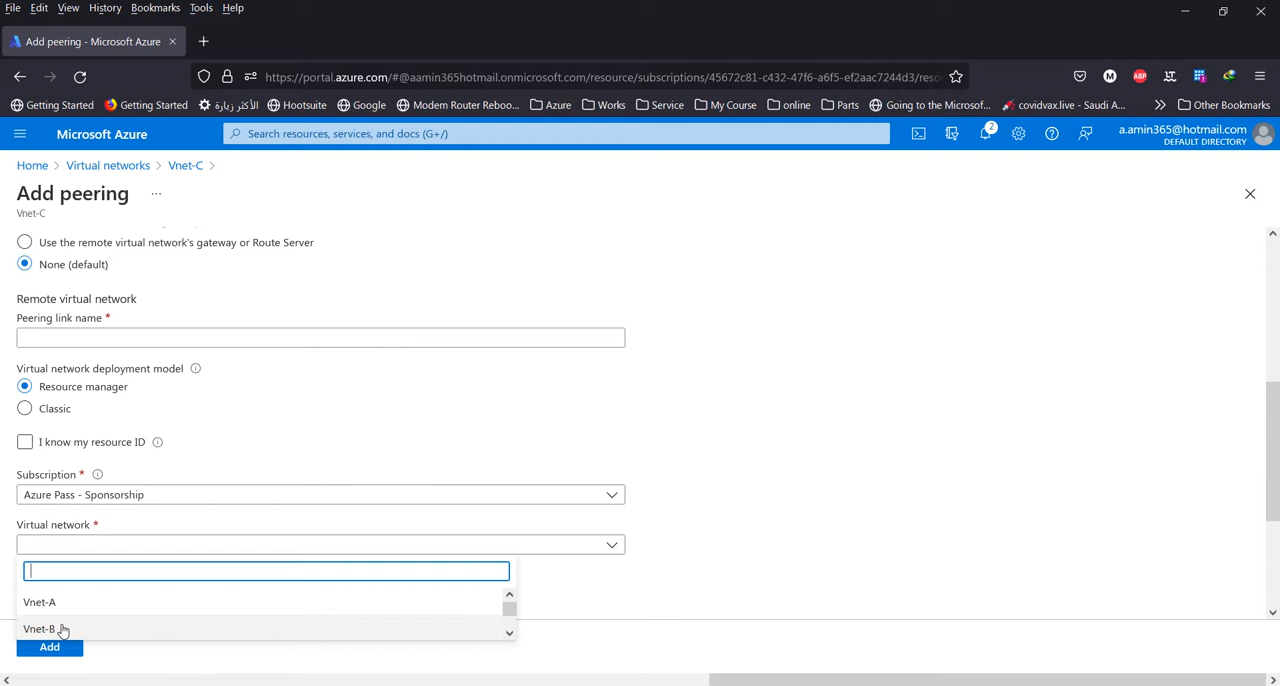 File Edit View History Bookmarks Tools Help
Add peering - Microsoft Azure
https://portal.azure.com/#@aamin365hotmail.onmicrosoft.com/resource/subscriptions/45672c81-c432-47f6-a6f5-ef2aac7244d3/reso
Getting Started Getting Started الأكثر زيارة Hootsuite Google Modern Router Reboo... Azure Works Service My Course online Parts Going to the Microsof... covidvax.live - Saudi A... Other Bookmarks
Microsoft Azure
Search resources, services, and docs (G+/)
2
a.amin365@hotmail.com
DEFAULT DIRECTORY
Home > Virtual networks > Vnet-C >
Add peering ...
Vnet-C
Use the remote virtual network's gateway or Route Server
None (default)
Remote virtual network
Peering link name *
Virtual network deployment model
Resource manager
Classic
I know my resource ID
Subscription *
Azure Pass - Sponsorship
Virtual network *
Vnet-A
Vnet-B
Add